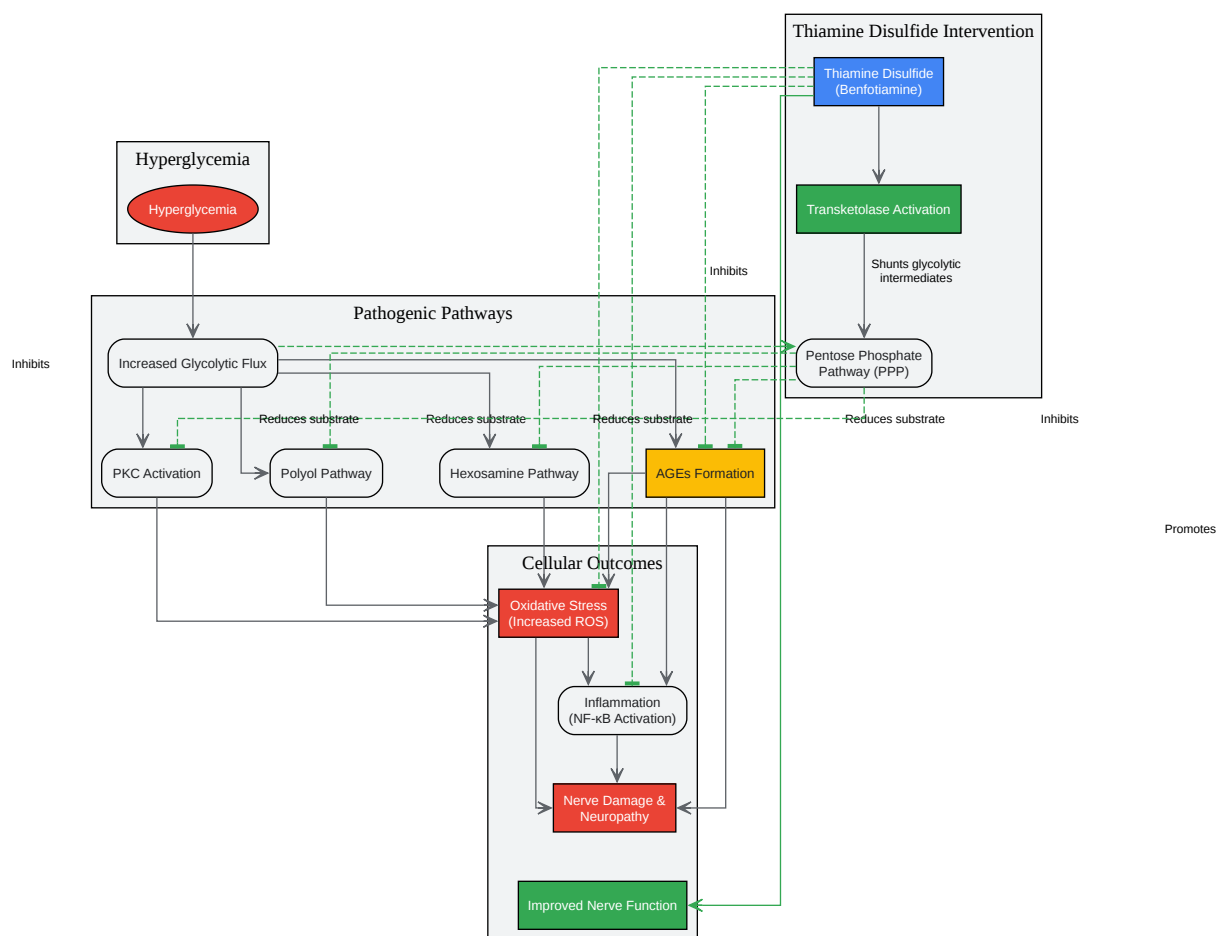 Thiamine Disulfide Intervention
Thiamine Disulfide
(Benfotiamine)
Hyperglycemia
Hyperglycemia
Transketolase Activation
Shunts glycolytic
intermediates
Inhibits
Pathogenic Pathways
Inhibits
Increased Glycolytic Flux
Pentose Phosphate
Pathway (PPP)
Reduces substrate
Reduces substrate
Reduces substrate
Reduces substrate
Inhibits
PKC Activation
Polyol Pathway
Hexosamine Pathway
AGEs Formation
Promotes
Cellular Outcomes
Oxidative Stress
(Increased ROS)
Inflammation
(NF-κB Activation)
Nerve Damage &
Neuropathy
Improved Nerve Function